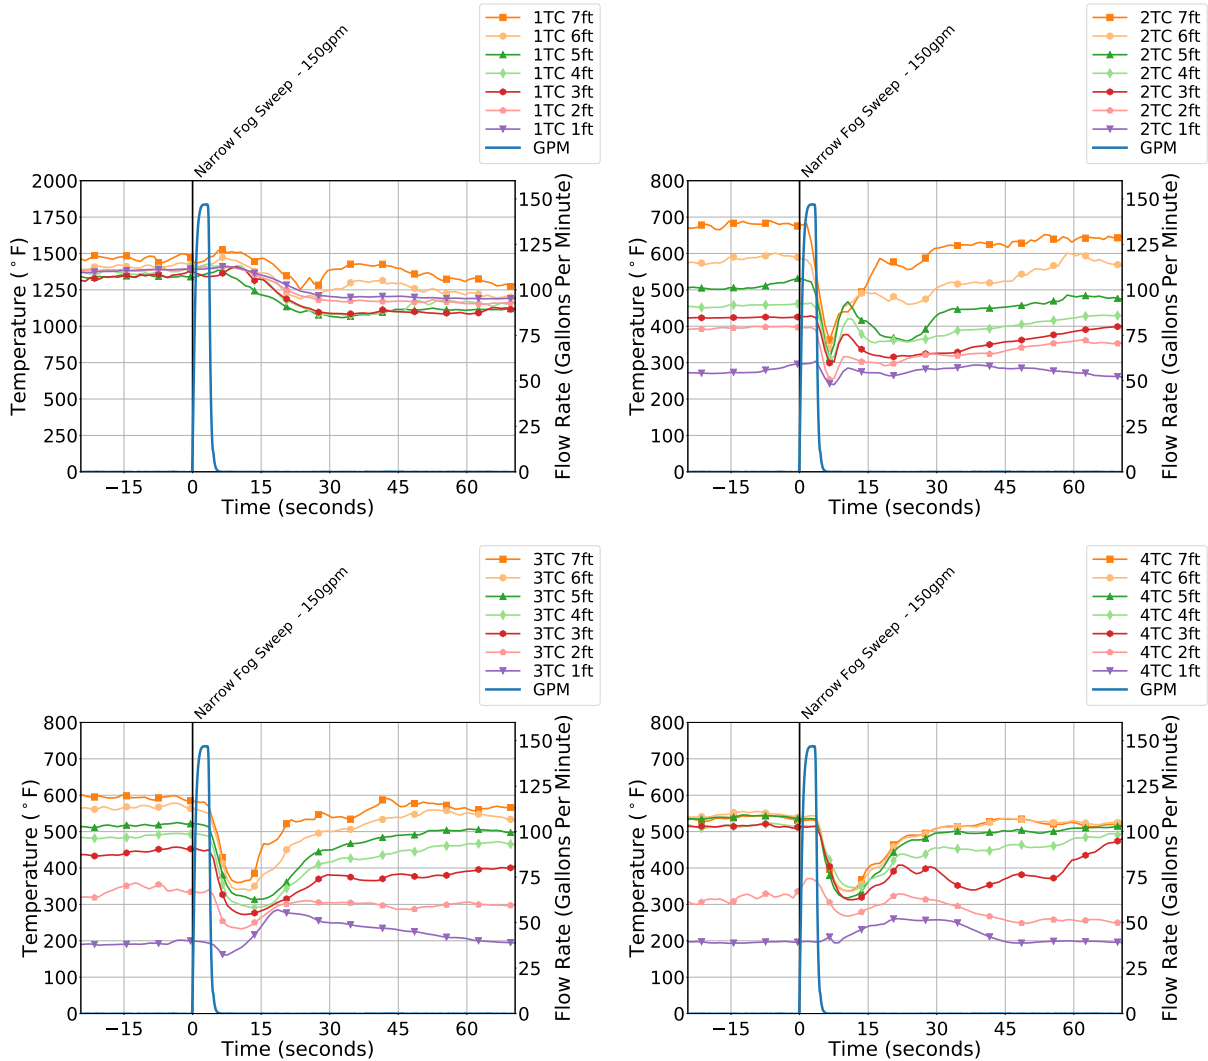 1TC 7ft
1TC 6ft
1TC 5ft
1TC 4ft
1TC 3ft
1TC 2ft
1TC 1ft
GPM
Narrow Fog Sweep - 150gpm
2000
1750
1500
1250
1000
750
500
250
0
Temperature (°F)
150
125
100
75
50
25
0
Flow Rate (Gallons Per Minute)
−15 0 15 30 45 60
Time (seconds)
2TC 7ft
2TC 6ft
2TC 5ft
2TC 4ft
2TC 3ft
2TC 2ft
2TC 1ft
GPM
Narrow Fog Sweep - 150gpm
800
700
600
500
400
300
200
100
0
Temperature (°F)
150
125
100
75
50
25
0
Flow Rate (Gallons Per Minute)
−15 0 15 30 45 60
Time (seconds)
3TC 7ft
3TC 6ft
3TC 5ft
3TC 4ft
3TC 3ft
3TC 2ft
3TC 1ft
GPM
Narrow Fog Sweep - 150gpm
800
700
600
500
400
300
200
100
0
Temperature (°F)
150
125
100
75
50
25
0
Flow Rate (Gallons Per Minute)
−15 0 15 30 45 60
Time (seconds)
4TC 7ft
4TC 6ft
4TC 5ft
4TC 4ft
4TC 3ft
4TC 2ft
4TC 1ft
GPM
Narrow Fog Sweep - 150gpm
800
700
600
500
400
300
200
100
0
Temperature (°F)
150
125
100
75
50
25
0
Flow Rate (Gallons Per Minute)
−15 0 15 30 45 60
Time (seconds)